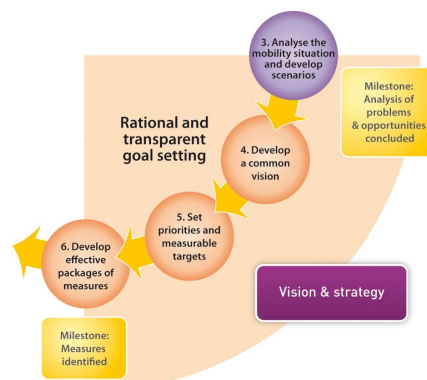 3. Analyse the
mobility situation
and develop
scenarios
Milestone:
Analysis of
problems
& opportunities
concluded
Rational and
transparent
goal setting
4. Develop
a common
vision
5. Set
priorities and
measurable
targets
6. Develop
effective
packages of
measures
Vision & strategy
Milestone:
Measures
identified